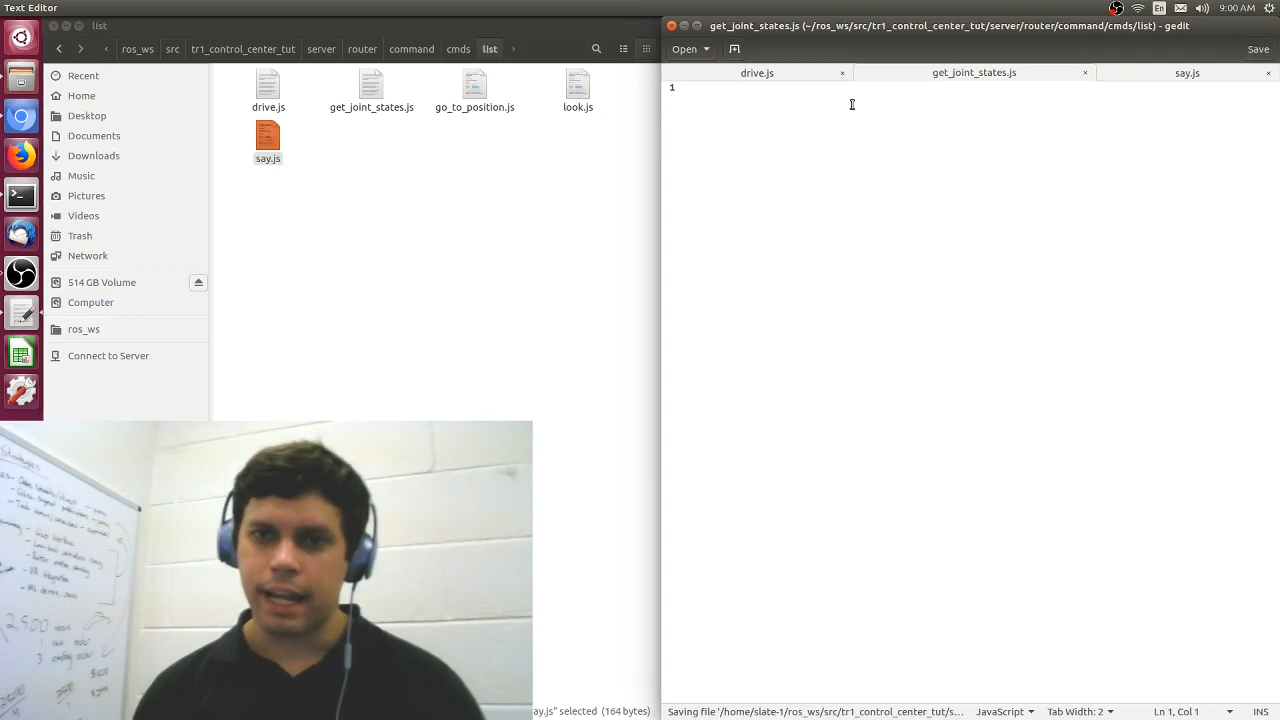 Text Editor
9:00 AM
list
get_joint_states.js (~/ros_ws/src/tr1_control_center_tut/server/router/command/cmds/list) - gedit
ros_ws
src
tr1_control_center_tut
server
router
command
cmds
list
Open
Save
drive.js
get_joint_states.js
say.js
1
Recent
Home
Desktop
Documents
Downloads
Music
Pictures
Videos
Trash
Network
514 GB Volume
Computer
ros_ws
Connect to Server
drive.js
get_joint_states.js
go_to_position.js
look.js
say.js
Strategies
2,500
ay.js" selected (164 bytes)
Saving file '/home/slate-1/ros_ws/src/tr1_control_center_tut/s...
JavaScript
Tab Width: 2
Ln 1, Col 1
INS